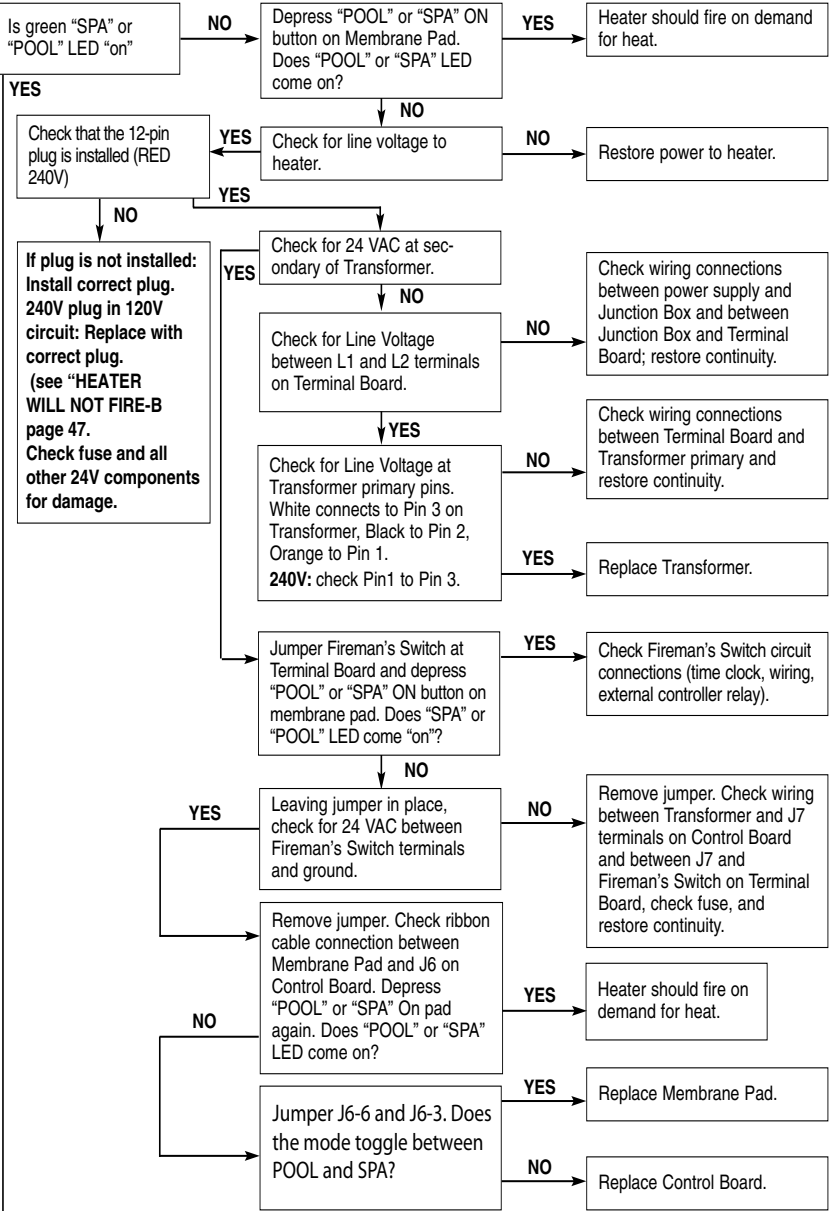 Is green “SPA” or
“POOL” LED “on”
NO
Depress “POOL” or “SPA” ON
button on Membrane Pad.
Does “POOL” or “SPA” LED
come on?
YES
Heater should fire on demand
for heat.
YES
NO
Check that the 12-pin
plug is installed (RED
240V)
YES
Check for line voltage to
heater.
NO
Restore power to heater.
YES
NO
If plug is not installed:
Install correct plug.
240V plug in 120V
circuit: Replace with
correct plug.
(see “HEATER
WILL NOT FIRE-B
page 47.
Check fuse and all
other 24V components
for damage.
YES
Check for 24 VAC at sec-
ondary of Transformer.
NO
Check for Line Voltage
between L1 and L2 terminals
on Terminal Board.
NO
Check wiring connections
between power supply and
Junction Box and between
Junction Box and Terminal
Board; restore continuity.
YES
Check for Line Voltage at
Transformer primary pins.
White connects to Pin 3 on
Transformer, Black to Pin 2,
Orange to Pin 1.
240V: check Pin1 to Pin 3.
NO
Check wiring connections
between Terminal Board and
Transformer primary and
restore continuity.
YES
Replace Transformer.
Jumper Fireman’s Switch at
Terminal Board and depress
“POOL” or “SPA” ON button on
membrane pad. Does “SPA” or
“POOL” LED come “on”?
YES
Check Fireman’s Switch circuit
connections (time clock, wiring,
external controller relay).
NO
YES
Leaving jumper in place,
check for 24 VAC between
Fireman’s Switch terminals
and ground.
NO
Remove jumper. Check wiring
between Transformer and J7
terminals on Control Board
and between J7 and
Fireman’s Switch on Terminal
Board, check fuse, and
restore continuity.
Remove jumper. Check ribbon
cable connection between
Membrane Pad and J6 on
Control Board. Depress
“POOL” or “SPA” On pad
again. Does “POOL” or “SPA”
LED come on?
YES
Heater should fire on
demand for heat.
NO
Jumper J6-6 and J6-3. Does
the mode toggle between
POOL and SPA?
YES
Replace Membrane Pad.
NO
Replace Control Board.